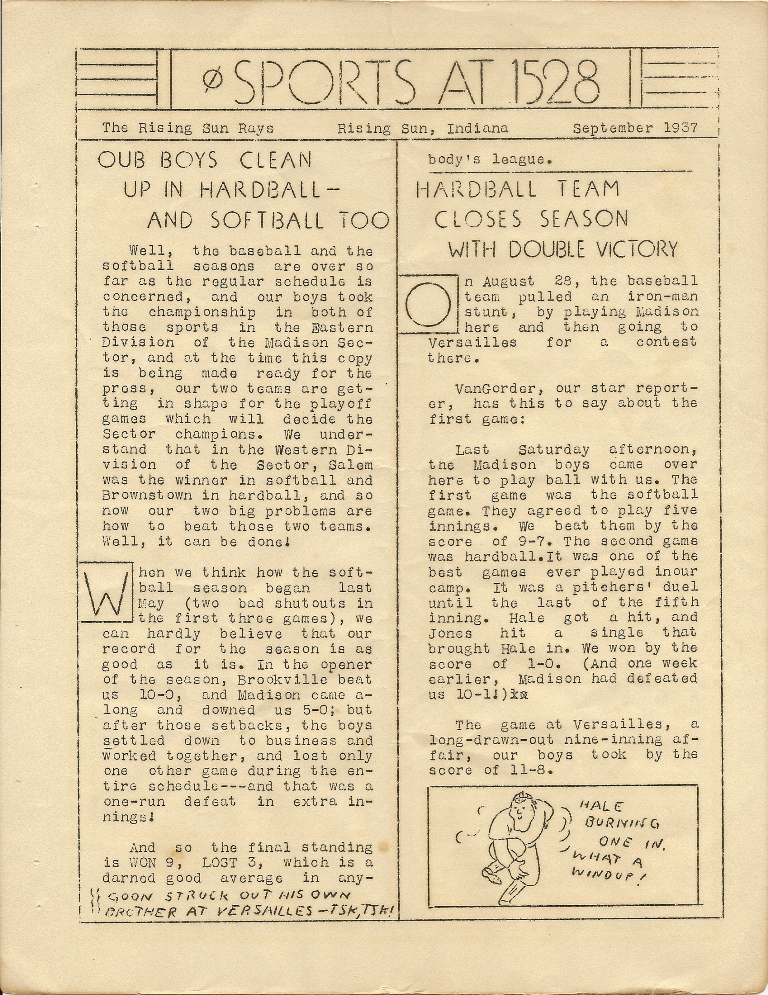 ø SPORTS AT 1528
The Rising Sun Rays Rising Sun, Indiana September 1937
OUB BOYS CLEAN
UP IN HARDBALL—
AND SOFTBALL TOO
Well, the baseball and the
softball seasons are over so
far as the regular schedule is
concerned, and our boys took
the championship in both of
those sports in the Eastern
Division of the Madison Sec-
tor, and at the time this copy
is being made ready for the
press, our two teams are get-
ting in shape for the playoff
games which will decide the
Sector champions. We under-
stand that in the Western Di-
vision of the Sector, Salem
was the winner in softball and
Brownstown in hardball, and so
now our two big problems are
how to beat those two teams.
Well, it can be done!
When we think how the soft-
ball season began last
May (two bad shutouts in
the first three games), we
can hardly believe that our
record for the season is as
good as it is. In the opener
of the season, Brookville beat
us 10-0, and Madison came a-
long and downed us 5-0; but
after those setbacks, the boys
settled down to business and
worked together, and lost only
one other game during the en-
tire schedule---and that was a
one-run defeat in extra in-
nings!
And so the final standing
is WON 9, LOST 3, which is a
darned good average in any-
GOON STRUCK OUT HIS OWN
BROTHER AT VERSAILLES —TSK,TSK!
body's league.
HARDBALL TEAM
CLOSES SEASON
WITH DOUBLE VICTORY
On August 28, the baseball
team pulled an iron-man
stunt, by playing Madison
here and then going to
Versailles for a contest
there.
VanGorder, our star report-
er, has this to say about the
first game:
Last Saturday afternoon,
the Madison boys came over
here to play ball with us. The
first game was the softball
game. They agreed to play five
innings. We beat them by the
score of 9-7. The second game
was hardball.It was one of the
best games ever played inour
camp. It was a pitchers' duel
until the last of the fifth
inning. Hale got a hit, and
Jones hit a single that
brought Hale in. We won by the
score of 1-0. (And one week
earlier, Madison had defeated
us 10-1!)
The game at Versailles, a
long-drawn-out nine-inning af-
fair, our boys took by the
score of 11-8.
HALE
BURNING
ONE IN.
WHAT A
WINDUP!